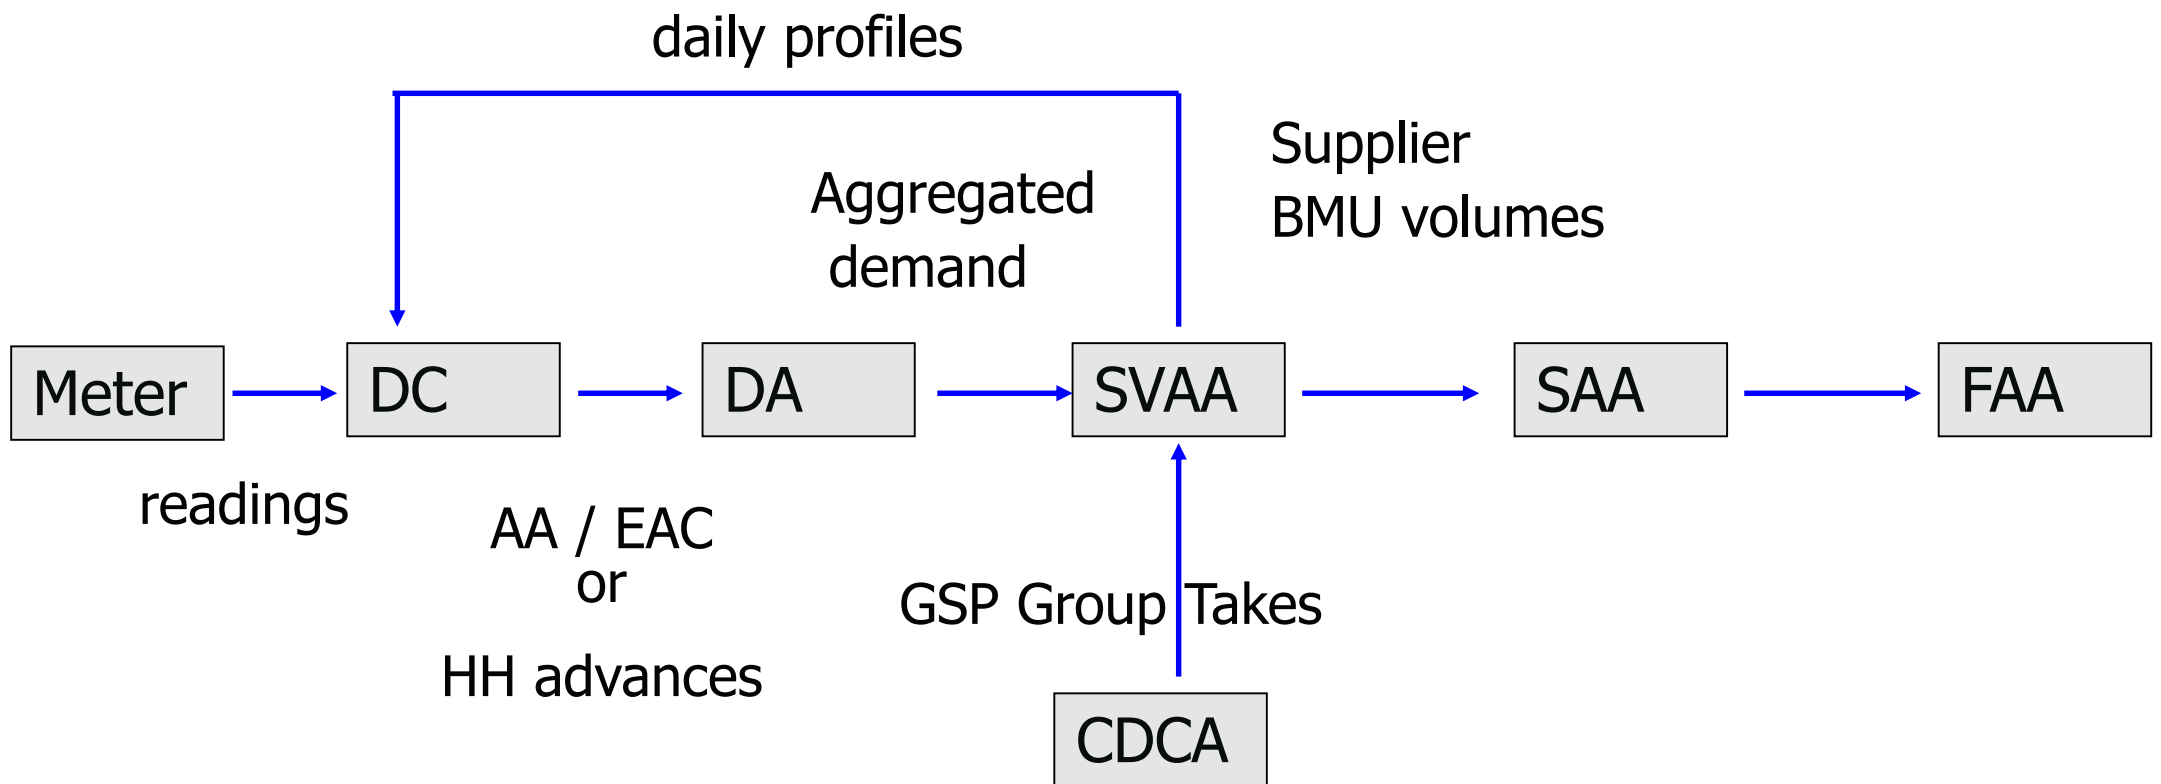 daily profiles
Supplier
BMU volumes
Aggregated
demand
Meter
DC
DA
SVAA
SAA
FAA
readings
AA / EAC
or
HH advances
GSP Group Takes
CDCA